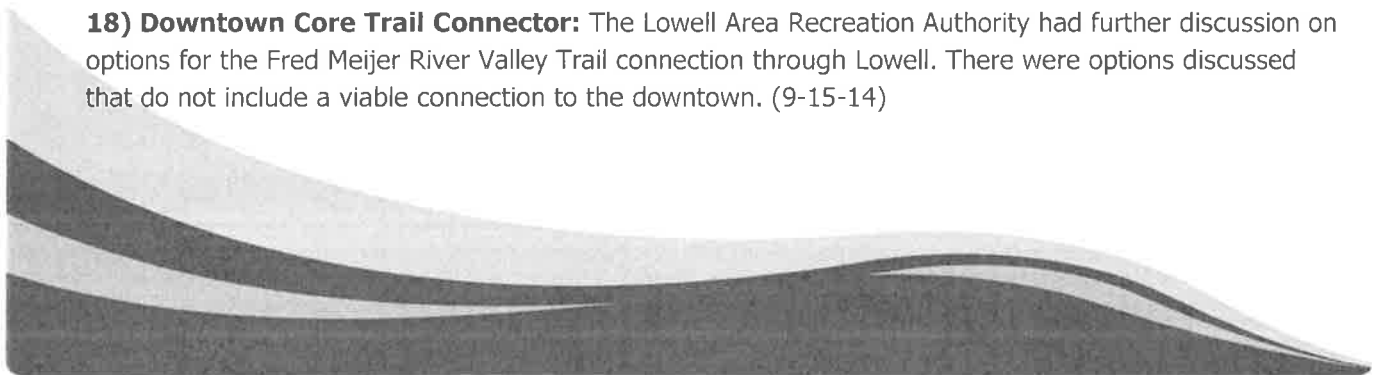 18) Downtown Core Trail Connector: The Lowell Area Recreation Authority had further discussion on
options for the Fred Meijer River Valley Trail connection through Lowell. There were options discussed
that do not include a viable connection to the downtown. (9-15-14)